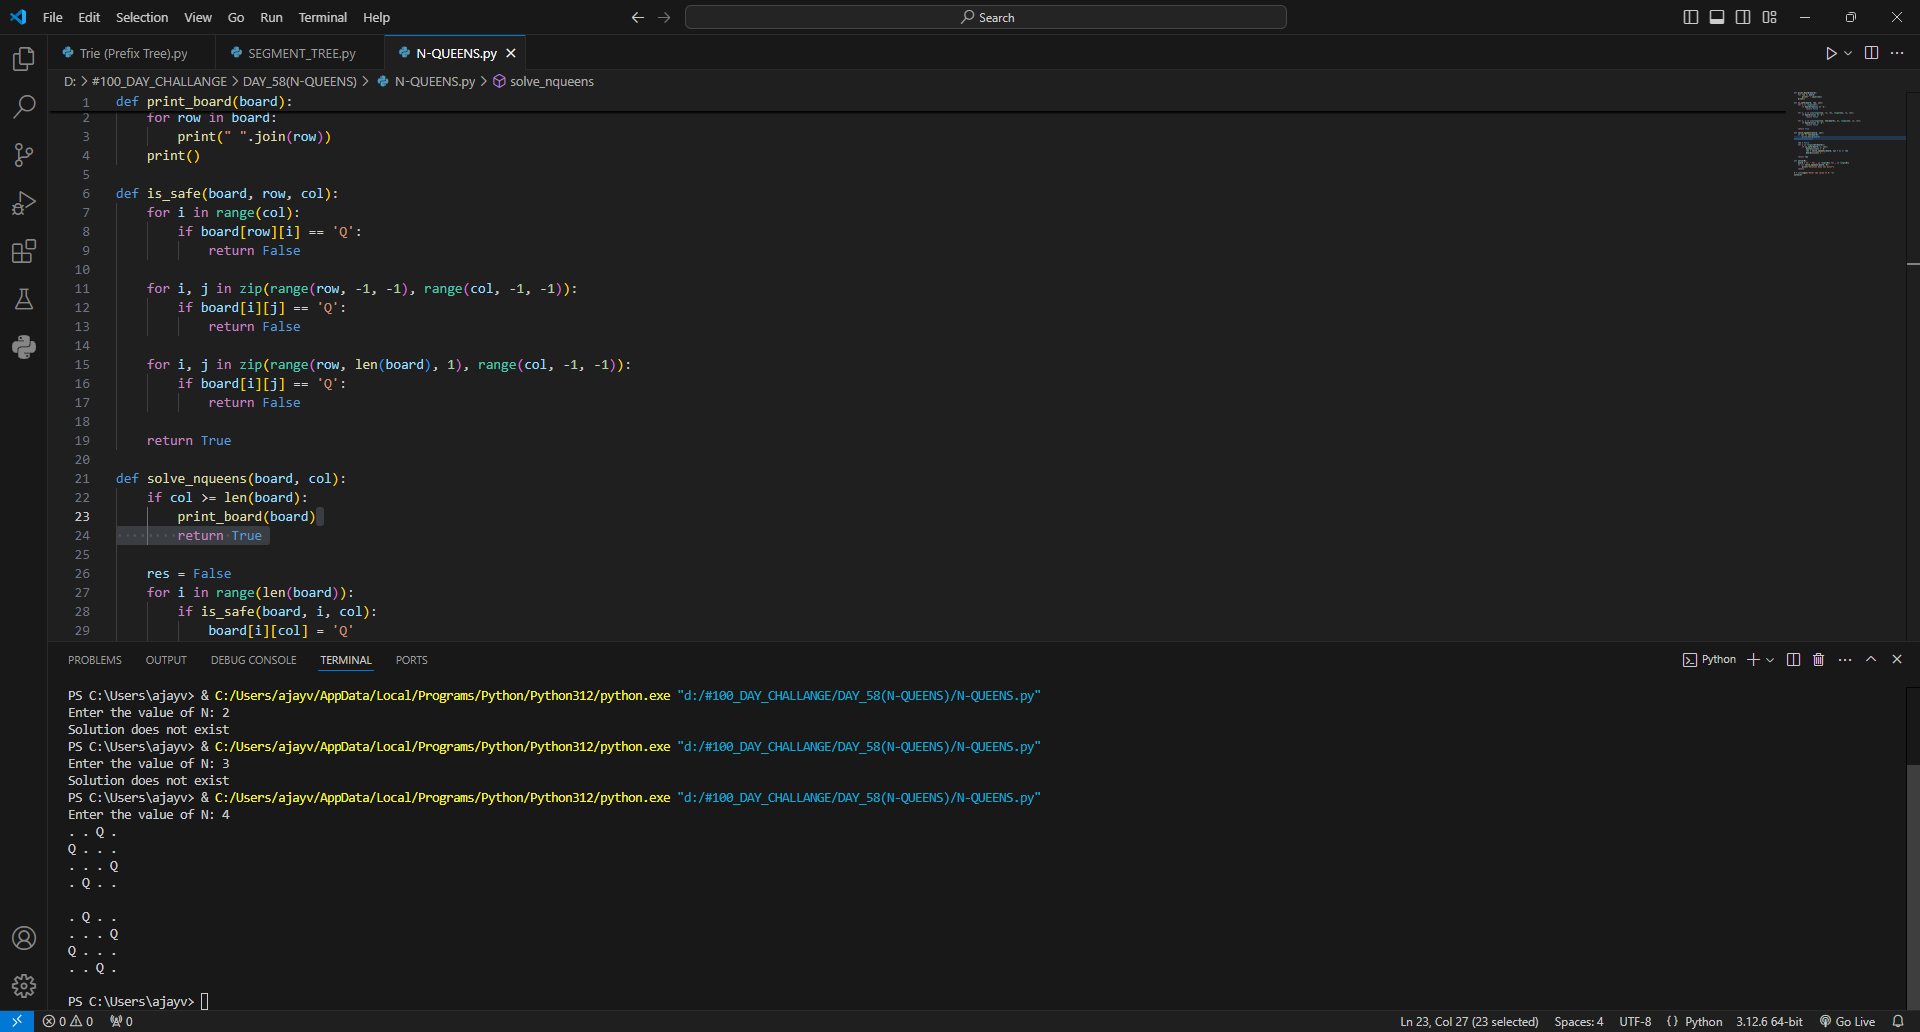 File Edit Selection View Go Run Terminal Help Search
Trie (Prefix Tree).py SEGMENT_TREE.py N-QUEENS.py
D: > #100_DAY_CHALLANGE > DAY_58(N-QUEENS) > N-QUEENS.py > solve_nqueens
1 def print_board(board):
2 for row in board:
3 print(" ".join(row))
4 print()
5
6 def is_safe(board, row, col):
7 for i in range(col):
8 if board[row][i] == 'Q':
9 return False
10
11 for i, j in zip(range(row, -1, -1), range(col, -1, -1)):
12 if board[i][j] == 'Q':
13 return False
14
15 for i, j in zip(range(row, len(board), 1), range(col, -1, -1)):
16 if board[i][j] == 'Q':
17 return False
18
19 return True
20
21 def solve_nqueens(board, col):
22 if col >= len(board):
23 print_board(board)
24 return True
25
26 res = False
27 for i in range(len(board)):
28 if is_safe(board, i, col):
29 board[i][col] = 'Q'
PROBLEMS OUTPUT DEBUG CONSOLE TERMINAL PORTS Python
PS C:\Users\ajayv> & C:/Users/ajayv/AppData/Local/Programs/Python/Python312/python.exe "d:/#100_DAY_CHALLANGE/DAY_58(N-QUEENS)/N-QUEENS.py"
Enter the value of N: 2
Solution does not exist
PS C:\Users\ajayv> & C:/Users/ajayv/AppData/Local/Programs/Python/Python312/python.exe "d:/#100_DAY_CHALLANGE/DAY_58(N-QUEENS)/N-QUEENS.py"
Enter the value of N: 3
Solution does not exist
PS C:\Users\ajayv> & C:/Users/ajayv/AppData/Local/Programs/Python/Python312/python.exe "d:/#100_DAY_CHALLANGE/DAY_58(N-QUEENS)/N-QUEENS.py"
Enter the value of N: 4
. . Q .
Q . . .
. . . Q
. Q . .
. Q . .
. . . Q
Q . . .
. . Q .
PS C:\Users\ajayv>
0 0 0 Ln 23, Col 27 (23 selected) Spaces: 4 UTF-8 {} Python 3.12.6 64-bit Go Live